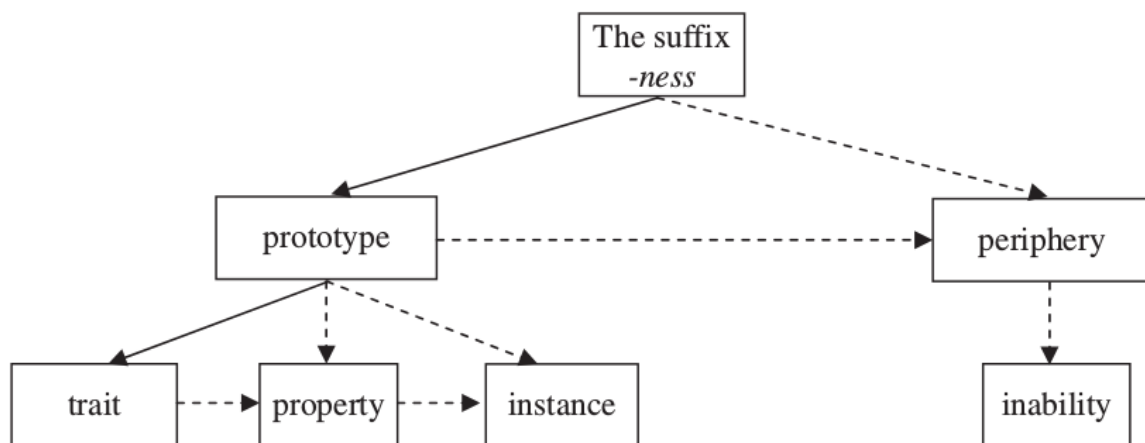 The suffix
-ness
prototype
periphery
trait
property
instance
inability